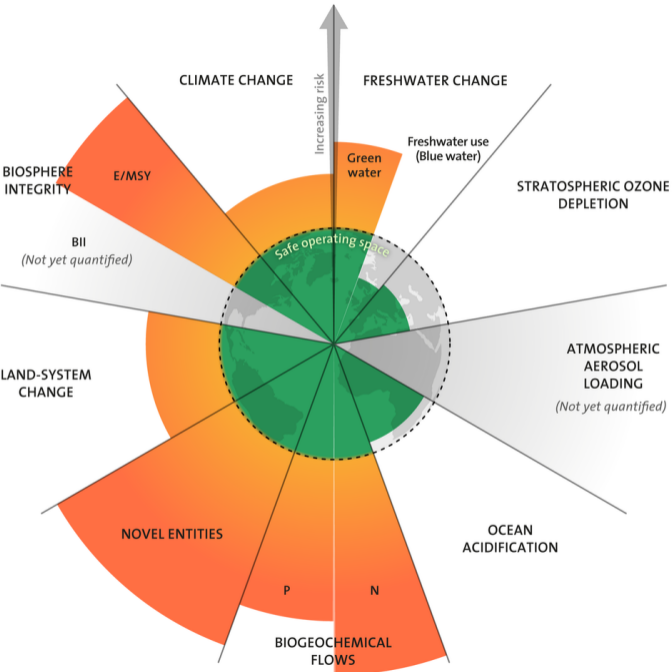 CLIMATE CHANGE
Increasing risk
FRESHWATER CHANGE
Green
water
Freshwater use
(Blue water)
STRATOSPHERIC OZONE
DEPLETION
BIOSPHERE
INTEGRITY
E/MSY
BII
(Not yet quantified)
Safe operating space
ATMOSPHERIC
AEROSOL
LOADING
(Not yet quantified)
LAND-SYSTEM
CHANGE
NOVEL ENTITIES
OCEAN
ACIDIFICATION
P
N
BIOGEOCHEMICAL
FLOWS